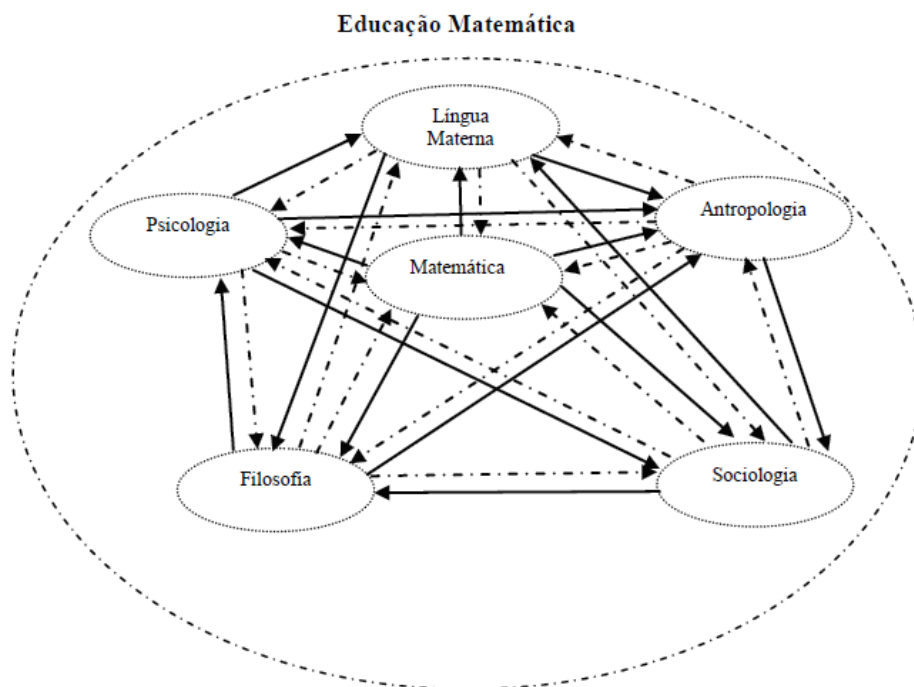 Educação Matemática
Língua
Materna
Psicologia
Antropologia
Matemática
Filosofia
Sociologia